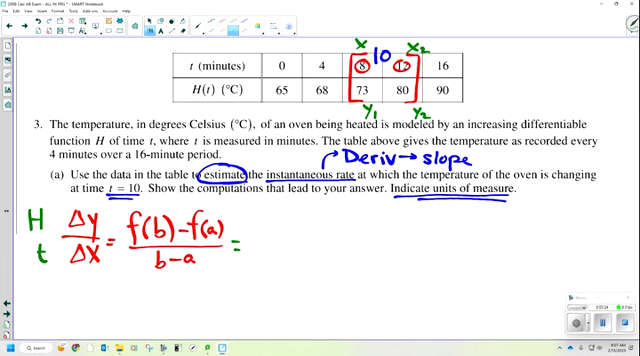 2008 Calc AB Exam - ALL IN PRG * - SMART Notebook
File Edit View Insert Format Tools Add-ons Help
X 10 X2
t (minutes) 0 4 8 12 16
H(t) (°C) 65 68 73 80 90
y1 y2
3. The temperature, in degrees Celsius (°C), of an oven being heated is modeled by an increasing differentiable
function H of time t, where t is measured in minutes. The table above gives the temperature as recorded every
4 minutes over a 16-minute period.
Deriv → slope
(a) Use the data in the table to estimate the instantaneous rate at which the temperature of the oven is changing
at time t = 10. Show the computations that lead to your answer. Indicate units of measure.
H Δy = f(b) - f(a) =
t Δx b - a
Search
8:07 AM